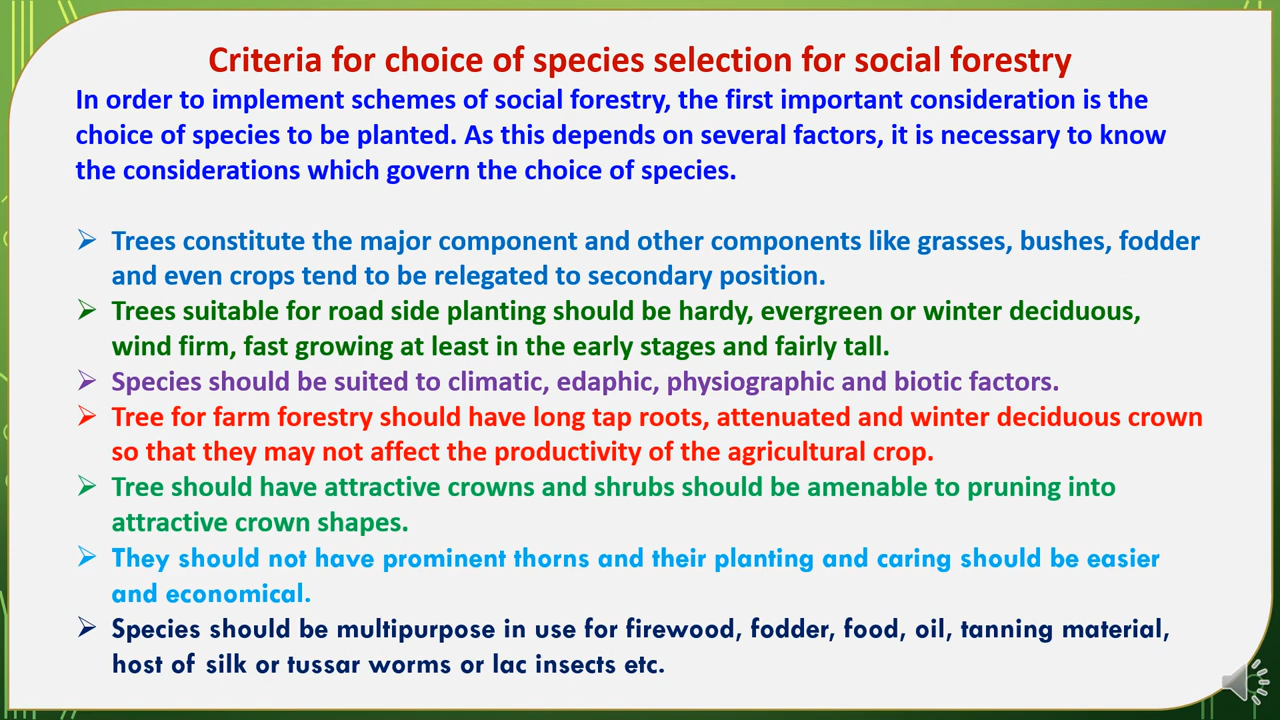 Criteria for choice of species selection for social forestry
In order to implement schemes of social forestry, the first important consideration is the
choice of species to be planted. As this depends on several factors, it is necessary to know
the considerations which govern the choice of species.
➢ Trees constitute the major component and other components like grasses, bushes, fodder
and even crops tend to be relegated to secondary position.
➢ Trees suitable for road side planting should be hardy, evergreen or winter deciduous,
wind firm, fast growing at least in the early stages and fairly tall.
➢ Species should be suited to climatic, edaphic, physiographic and biotic factors.
➢ Tree for farm forestry should have long tap roots, attenuated and winter deciduous crown
so that they may not affect the productivity of the agricultural crop.
➢ Tree should have attractive crowns and shrubs should be amenable to pruning into
attractive crown shapes.
➢ They should not have prominent thorns and their planting and caring should be easier
and economical.
➢ Species should be multipurpose in use for firewood, fodder, food, oil, tanning material,
host of silk or tussar worms or lac insects etc.